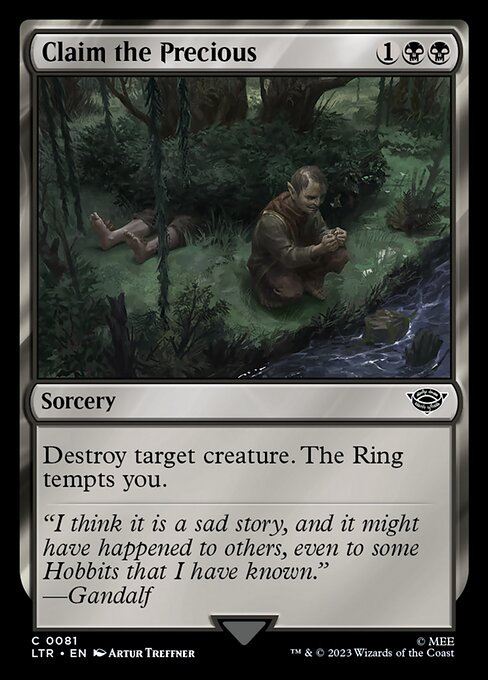 Claim the Precious 1
Sorcery
Destroy target creature. The Ring
tempts you.
“I think it is a sad story, and it might
have happened to others, even to some
Hobbits that I have known.”
—Gandalf
C 0081 © MEE
LTR • EN Artur Treffner ™ & © 2023 Wizards of the Coast